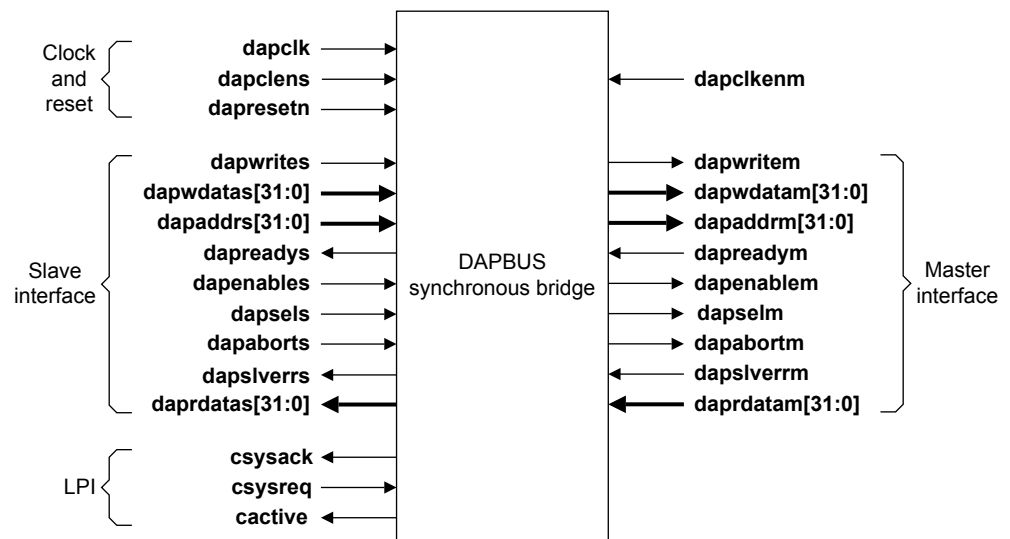 Clock
and
reset
dapclk
dapclens
dapresetn
dapclkenm
Slave
interface
dapwrites
dapwdatas[31:0]
dapaddrs[31:0]
dapreadys
dapenables
dapsels
dapaborts
dapslverrs
daprdatas[31:0]
DAPBUS
synchronous bridge
dapwritem
dapwdatam[31:0]
dapaddrm[31:0]
dapreadym
dapenablem
dapselm
dapabortm
dapslverrm
daprdatam[31:0]
Master
interface
LPI
csysack
csysreq
cactive